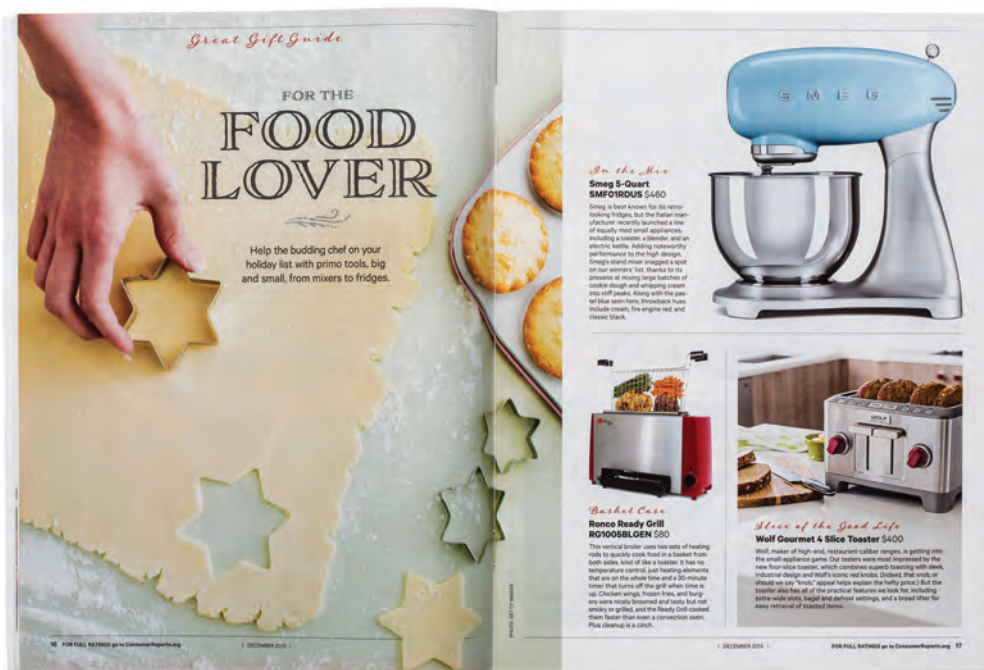 Great Gift Guide
FOR THE
FOOD
LOVER
Help the budding chef on your
holiday list with primo tools, big
and small, from mixers to fridges.
16 FOR FULL RATINGS go to ConsumerReports.org
| DECEMBER 2015 |
PHOTO: GETTY IMAGES
SMEG
In the Mix
Smeg 5-Quart
SMF01RDUS $460
Smeg is best known for its retro-
looking fridges, but the Italian man-
ufacturer recently launched a line
of equally mod small appliances,
including a toaster, a blender, and an
electric kettle. Adding noteworthy
performance to the high design,
Smeg's stand mixer snagged a spot
on our winners' list, thanks to its
prowess at mixing large batches of
cookie dough and whipping cream
into stiff peaks. Along with the pas-
tel blue seen here, throwback hues
include cream, fire engine red, and
classic black.
Basket Case
Ronco Ready Grill
RG1005BLGEN $80
This vertical broiler uses two sets of heating
rods to quickly cook food in a basket from
both sides, kind of like a toaster. It has no
temperature control, just heating elements
that are on the whole time and a 30-minute
timer that turns off the grill when time is
up. Chicken wings, frozen fries, and burg-
ers were nicely browned and tasty but not
smoky or grilled, and the Ready Grill cooked
them faster than even a convection oven.
Plus cleanup is a cinch.
WOLF
Slice of the Good Life
Wolf Gourmet 4 Slice Toaster $400
Wolf, maker of high-end, restaurant-caliber ranges, is getting into
the small-appliance game. Our testers were most impressed by the
new four-slice toaster, which combines superb toasting with sleek,
industrial design and Wolf's iconic red knobs. (Indeed, that snob, or
should we say "knob," appeal helps explain the hefty price.) But the
toaster also has all of the practical features we look for, including
extra-wide slots, bagel and defrost settings, and a bread lifter for
easy retrieval of toasted items.
| DECEMBER 2015 |
FOR FULL RATINGS go to ConsumerReports.org 17